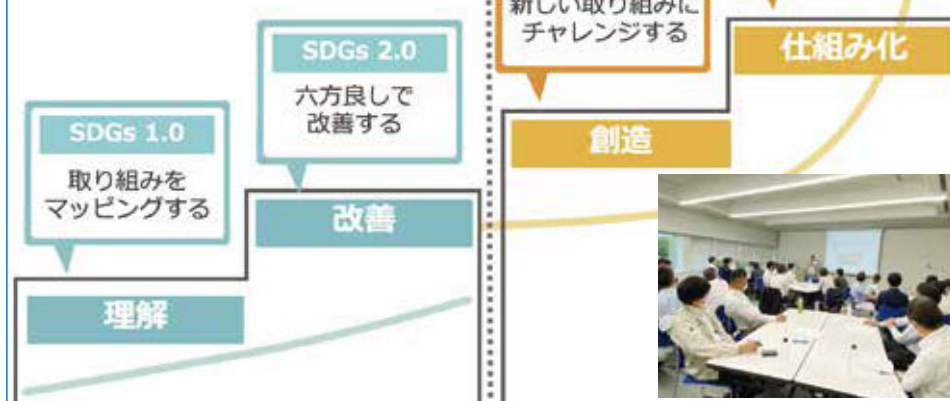 SDGs 1.0
取り組みを
マッピングする
理解
SDGs 2.0
六方良しで
改善する
改善
新しい取り組みに
チャレンジする
創造
仕組み化